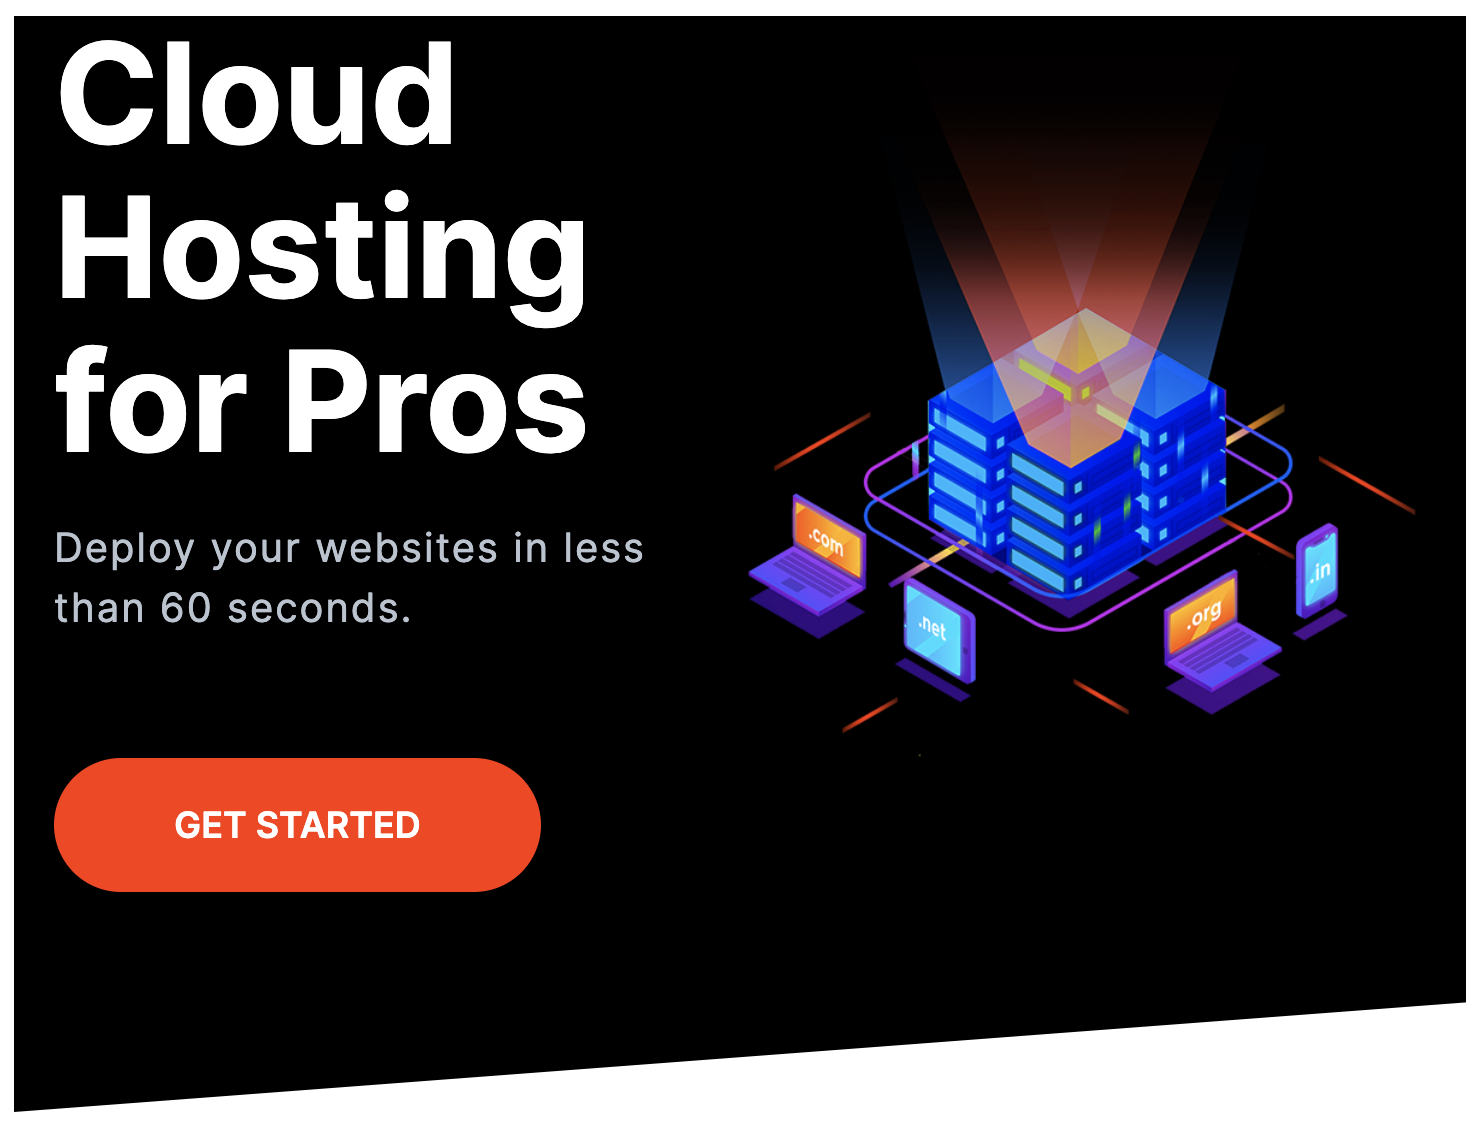 Cloud
Hosting
for Pros
Deploy your websites in less
than 60 seconds.
GET STARTED
.com
.net
.org
.in